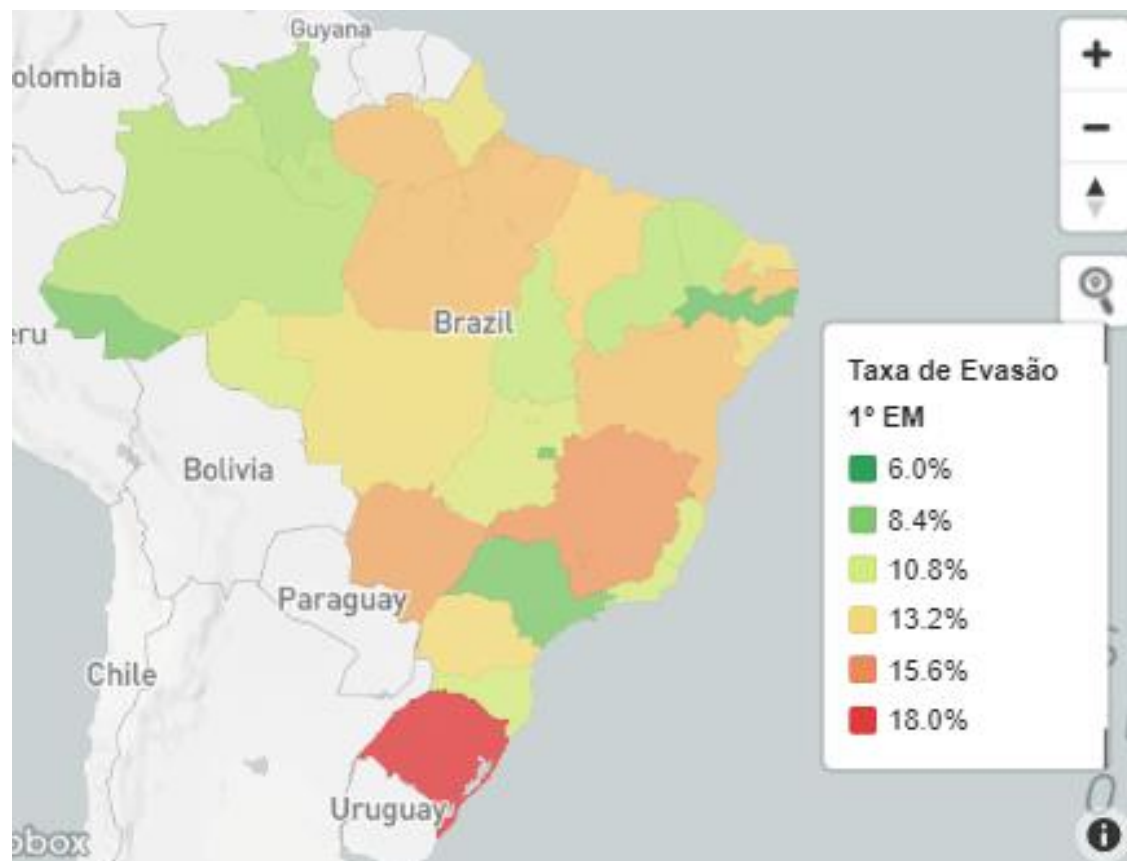 Guyana
olombia
Brazil
eru
Bolivia
Paraguay
Chile
Uruguay
obox
+
−
Taxa de Evasão
1º EM
6.0%
8.4%
10.8%
13.2%
15.6%
18.0%
i